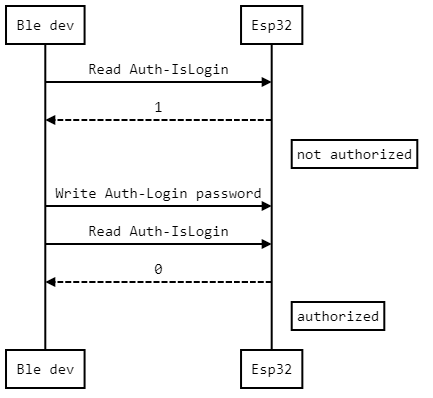 Ble dev
Esp32
Read Auth-IsLogin
1
not authorized
Write Auth-Login password
Read Auth-IsLogin
0
authorized
Ble dev
Esp32